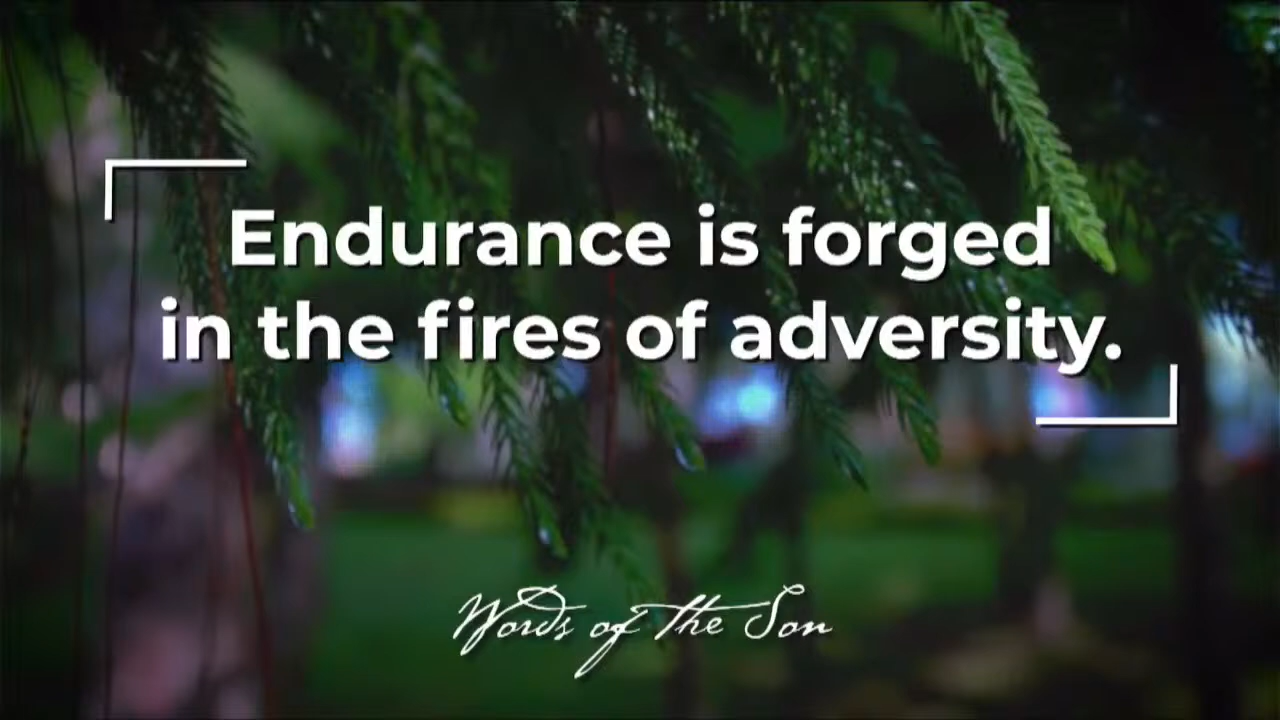 Endurance is forged
in the fires of adversity.
Words of the Son